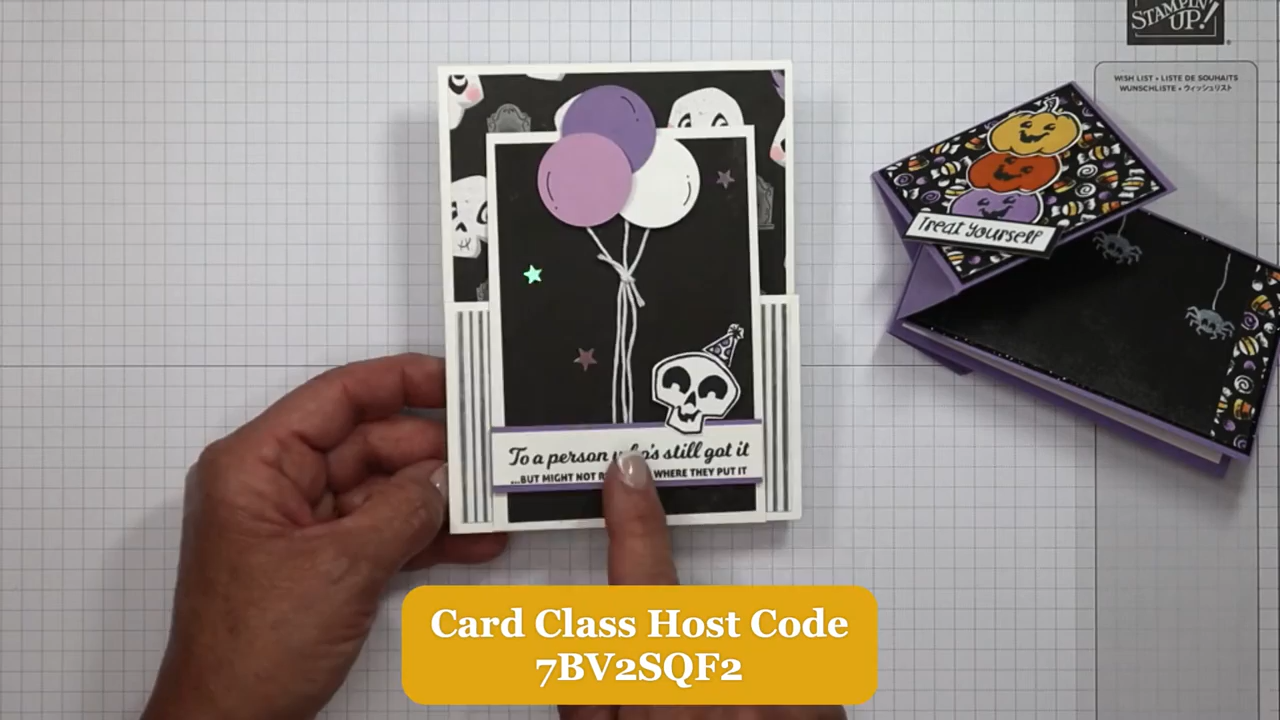 STAMPIN'
UP!®
WISH LIST • LISTE DE SOUHAITS
WUNSCHLISTE • ウィッシュリスト
Treat Yourself
To a person who's still got it
...BUT MIGHT NOT WHERE THEY PUT IT
Card Class Host Code
7BV2SQF2